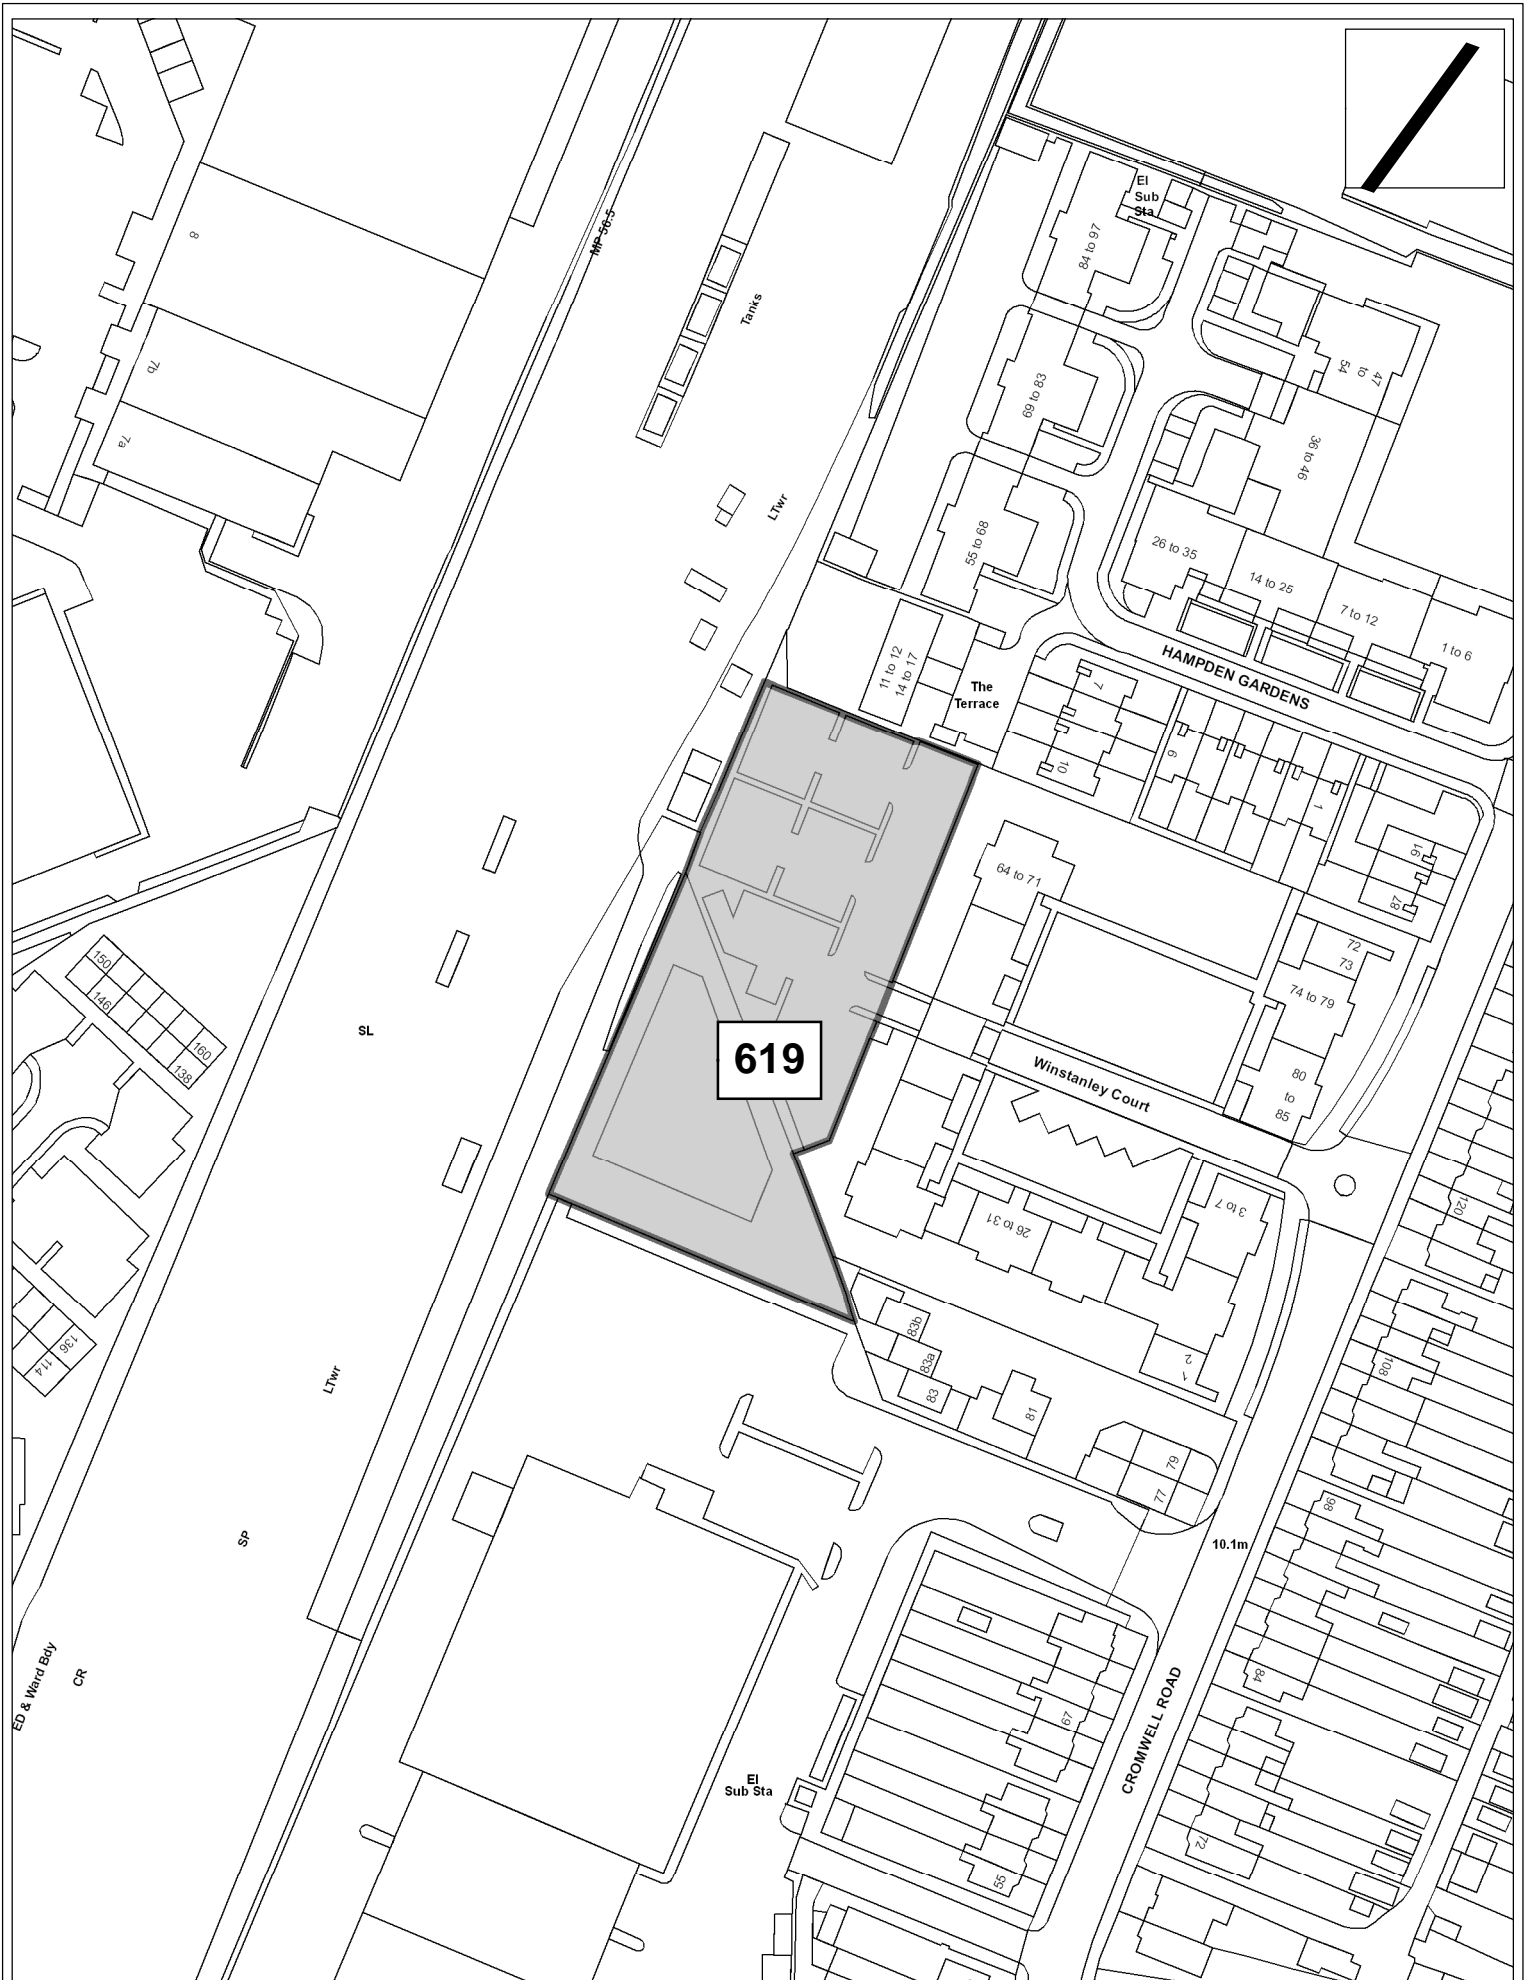 El
Sub
Sta
84 to 97
8
MP 56.5
Tanks
47
to
54
7b
69 to 83
7a
36 to 46
LTwr
55 to 68
26 to 35
14 to 25
7 to 12
1 to 6
HAMPDEN GARDENS
11 to 12
14 to 17
The
Terrace
7
10
6
1
91
87
64 to 71
72
73
74 to 79
150
146
160
138
SL
619
Winstanley Court
80
to
85
120
3 to 7
26 to 31
136
114
83b
83a
83
2
1
108
LTwr
81
79
77
98
10.1m
SP
ED & Ward Bdy
CR
84
67
CROMWELL ROAD
El
Sub Sta
72
55